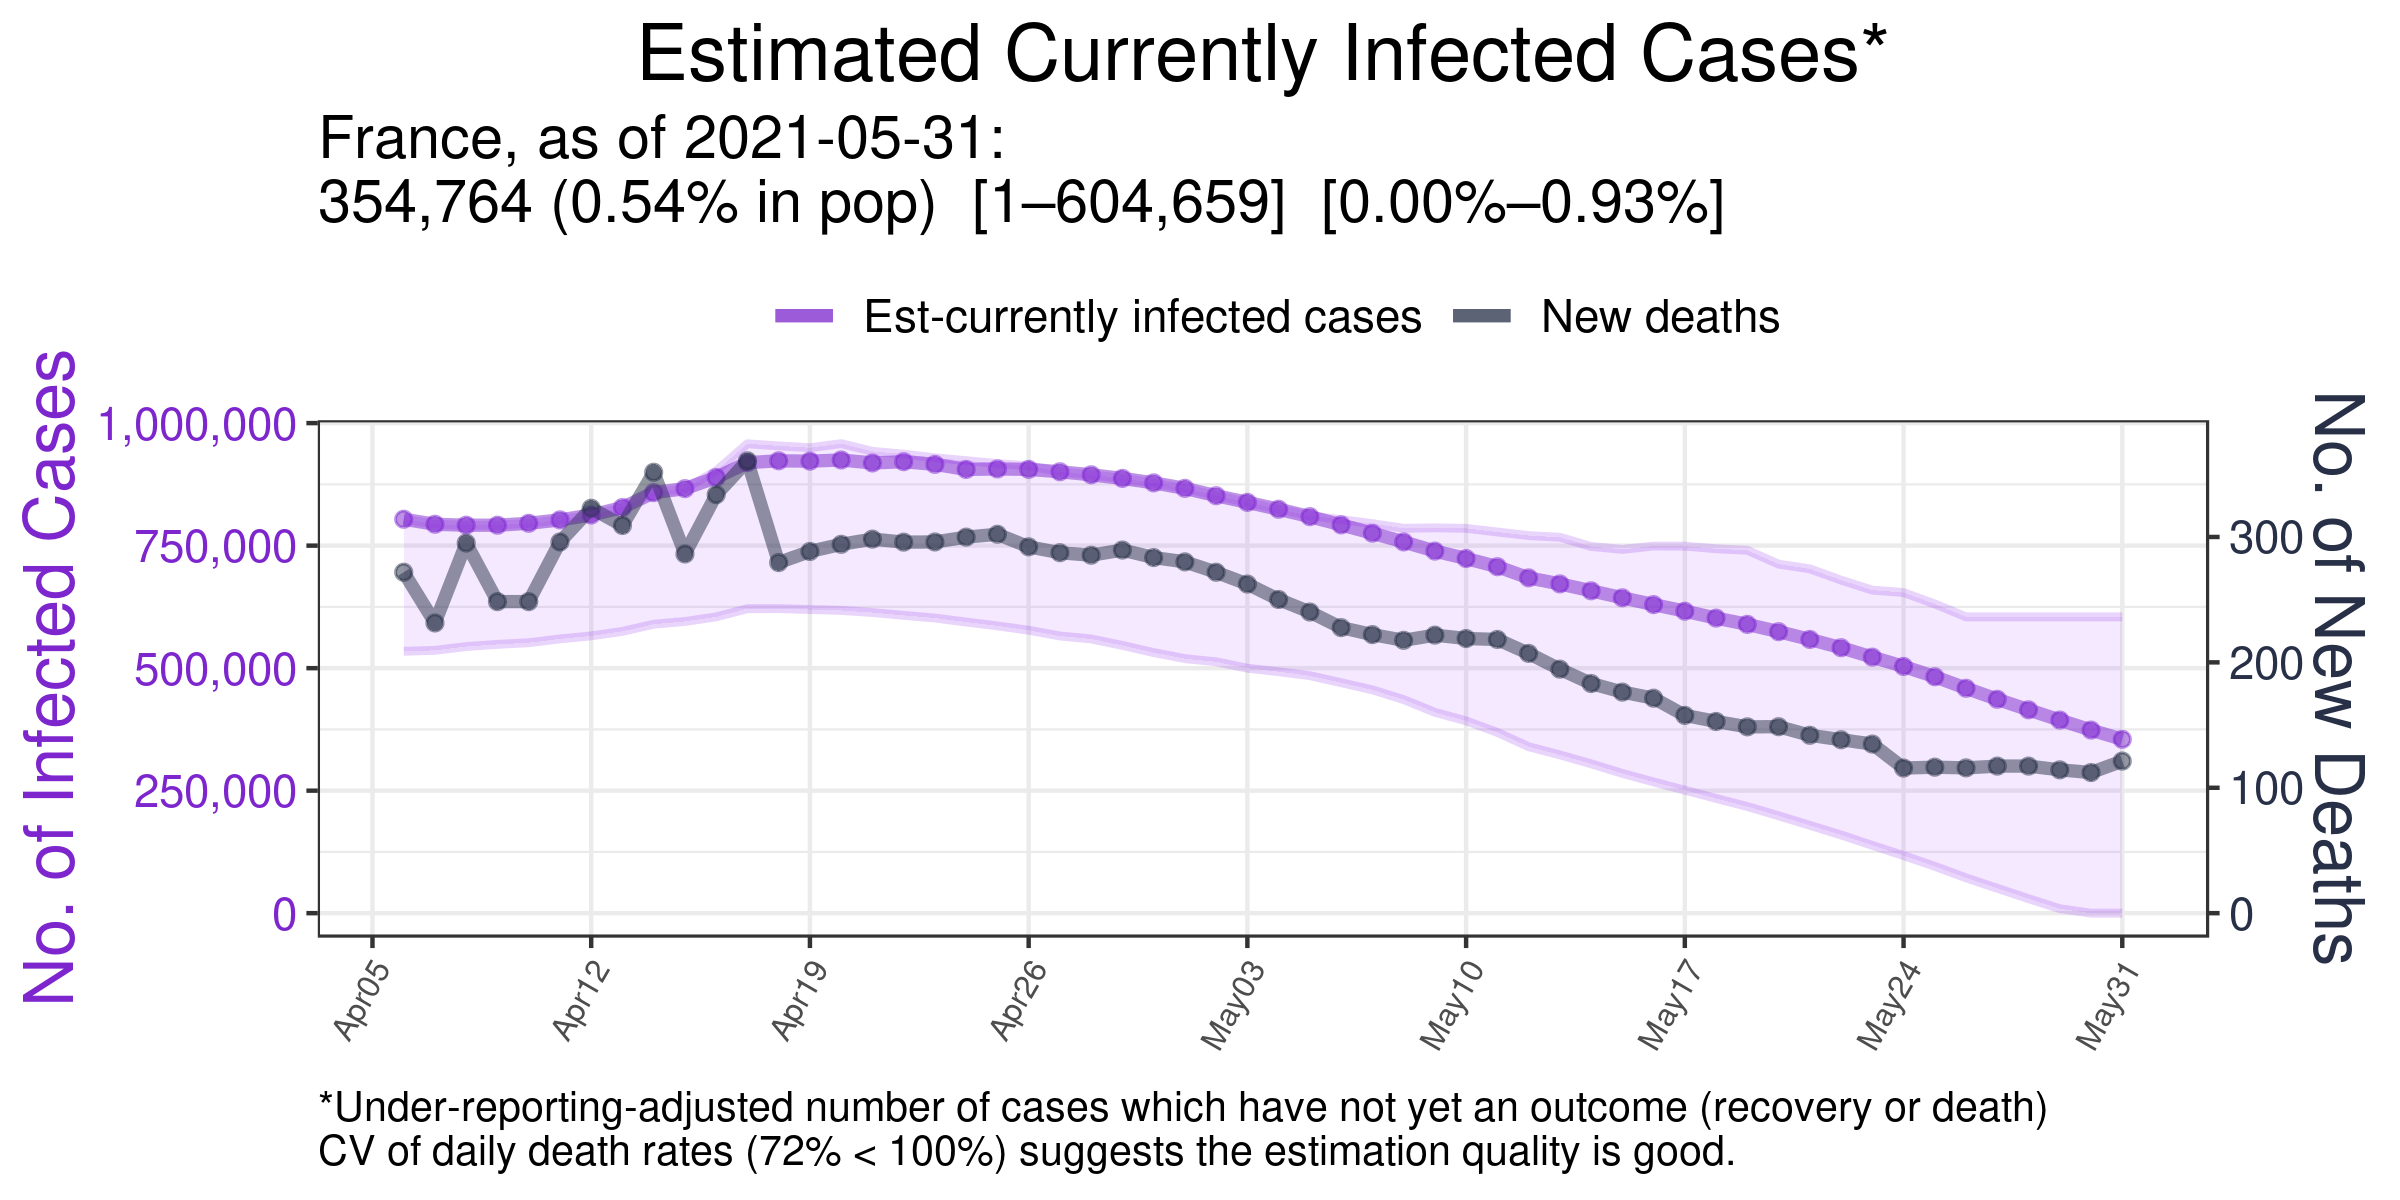 Estimated Currently Infected Cases*
France, as of 2021-05-31:
354,764 (0.54% in pop)  [1–604,659]  [0.00%–0.93%]
Est-currently infected cases
New deaths
No. of Infected Cases
1,000,000
750,000
500,000
250,000
0
No. of New Deaths
300
200
100
0
Apr05
Apr12
Apr19
Apr26
May03
May10
May17
May24
May31
*Under-reporting-adjusted number of cases which have not yet an outcome (recovery or death)
CV of daily death rates (72% < 100%) suggests the estimation quality is good.